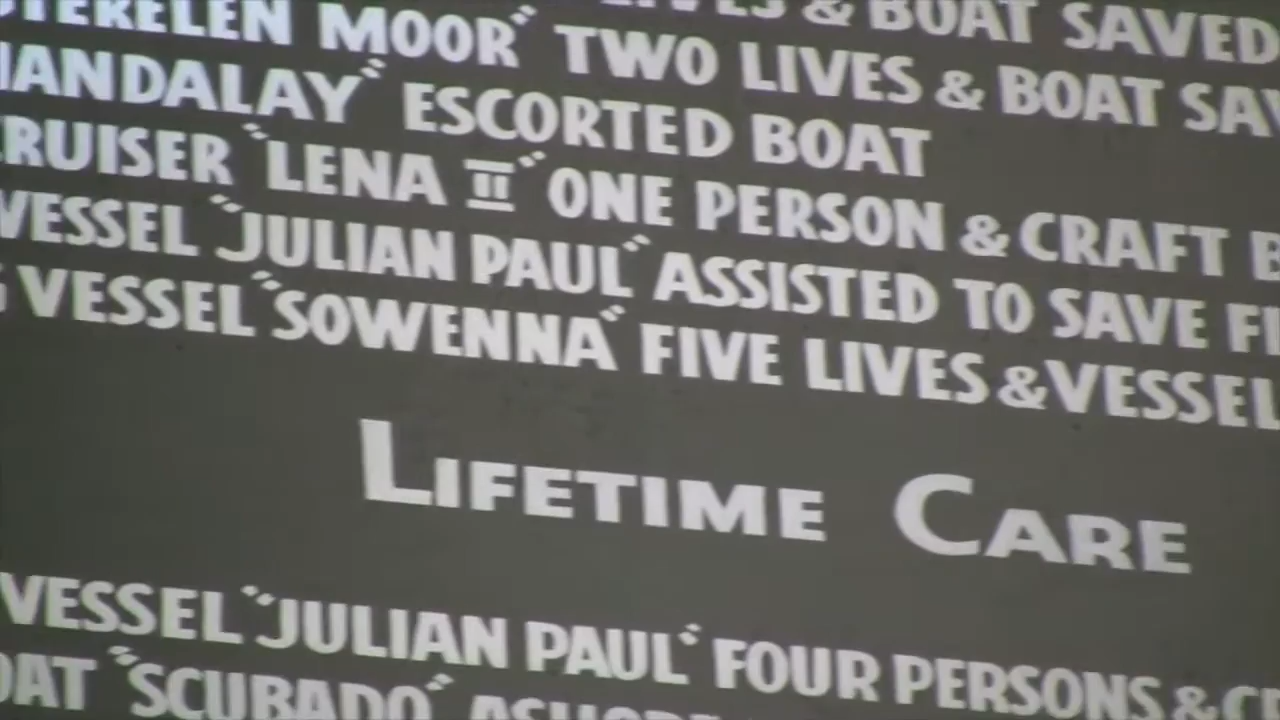 LIVES & BOAT SAVED
MOOR" TWO LIVES & BOAT
ESCORTED BOAT
"LENA II" ONE PERSON & CRAFT
VESSEL "JULIAN PAUL" ASSISTED TO SAVE
VESSEL "SOWENNA" FIVE LIVES & VESSEL
LIFETIME CARE
VESSEL "JULIAN PAUL" FOUR PERSONS &
"SCUBADO"